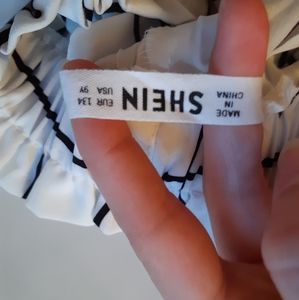 MADE
IN
CHINA
SHEIN
EUR 134
USA 9Y